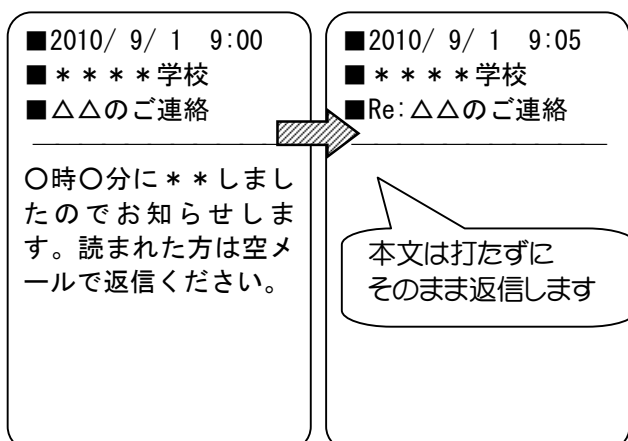 ■2010/ 9/ 1　9:00
■＊＊＊＊学校
■△△のご連絡
〇時〇分に＊＊しまし
たのでお知らせしま
す。読まれた方は空メ
ールで返信ください。
■2010/ 9/ 1　9:05
■＊＊＊＊学校
■Re:△△のご連絡
本文は打たずに
そのまま返信します